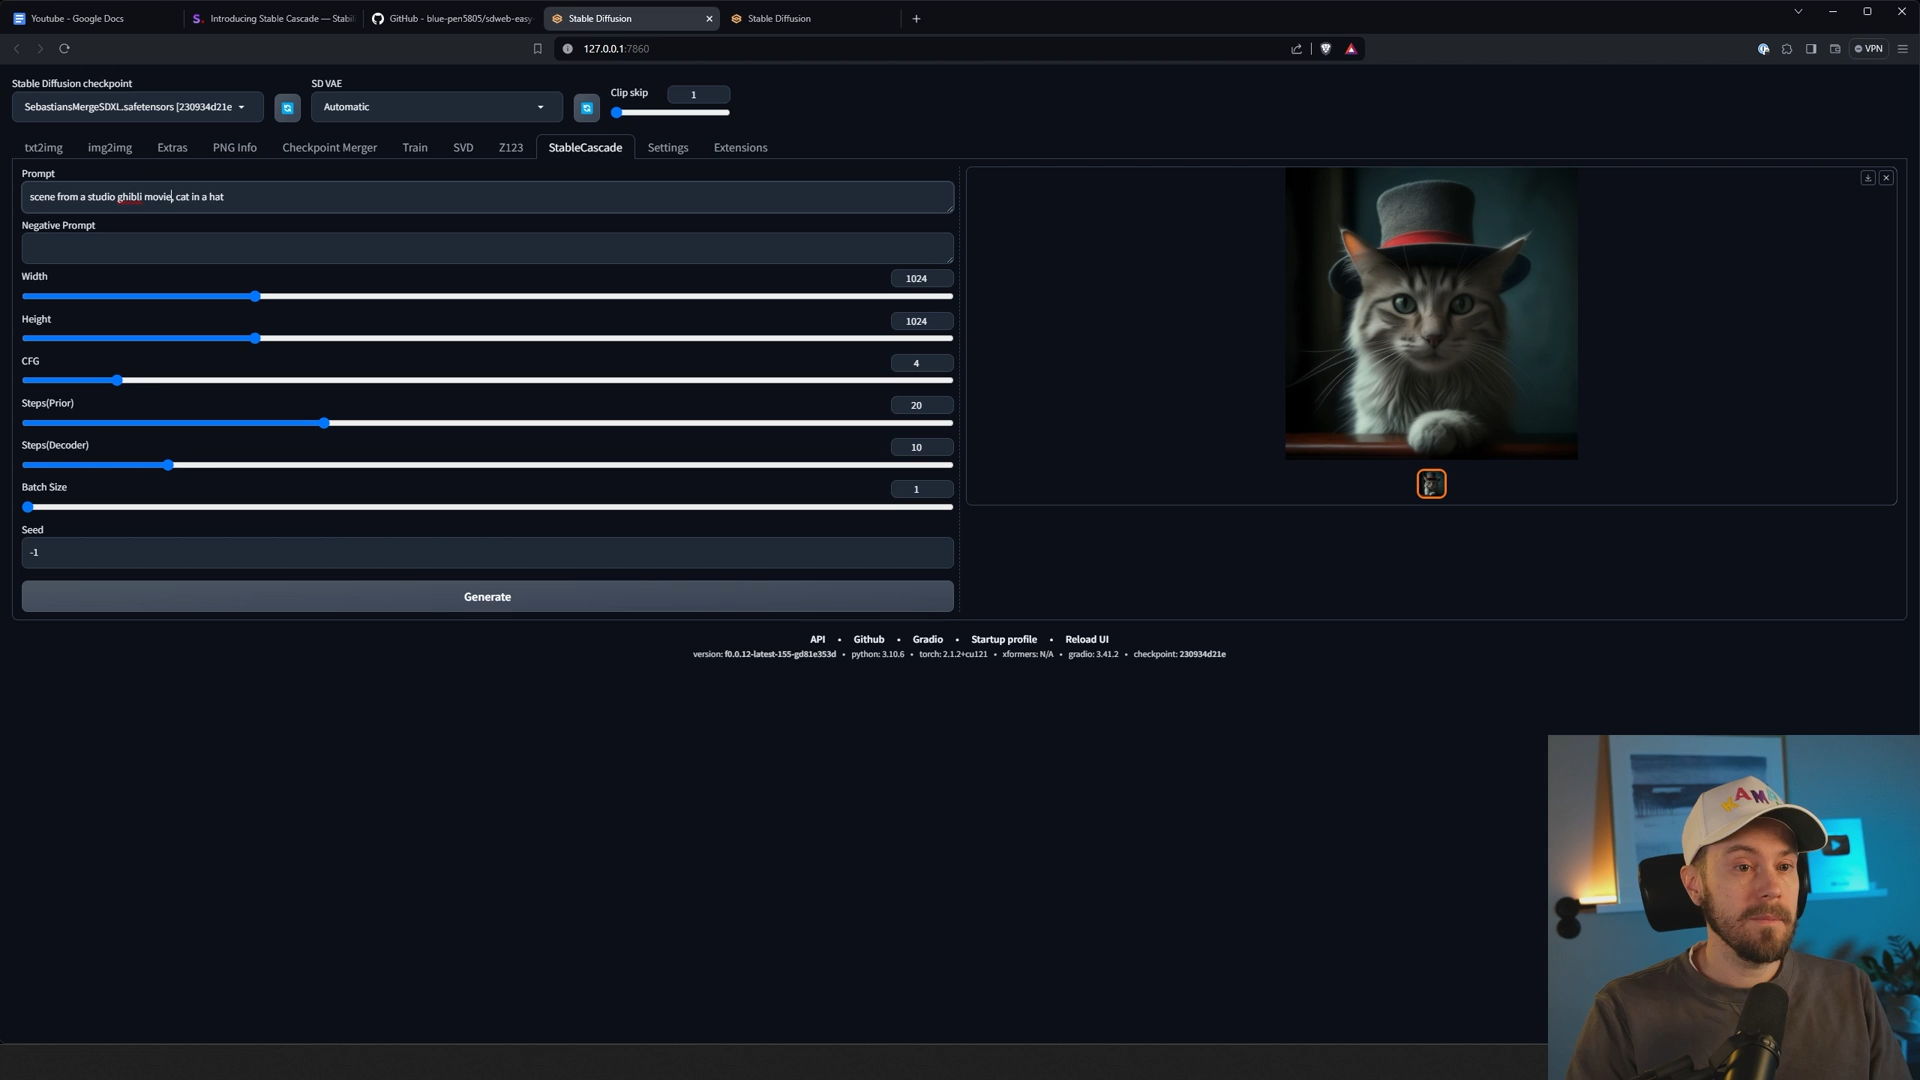 Youtube - Google Docs
S. Introducing Stable Cascade — Stabil
GitHub - blue-pen5805/sdweb-easy-
Stable Diffusion
Stable Diffusion
127.0.0.1:7860
VPN
Stable Diffusion checkpoint
SD VAE
Clip skip
1
SebastiansMergeSDXL.safetensors [230934d21e
Automatic
txt2img
img2img
Extras
PNG Info
Checkpoint Merger
Train
SVD
Z123
StableCascade
Settings
Extensions
Prompt
scene from a studio ghibli movie, cat in a hat
Negative Prompt
Width
1024
Height
1024
CFG
4
Steps(Prior)
20
Steps(Decoder)
10
Batch Size
1
Seed
-1
Generate
API • Github • Gradio • Startup profile • Reload UI
version: f0.0.12-latest-155-gd81e353d • python: 3.10.6 • torch: 2.1.2+cu121 • xformers: N/A • gradio: 3.41.2 • checkpoint: 230934d21e